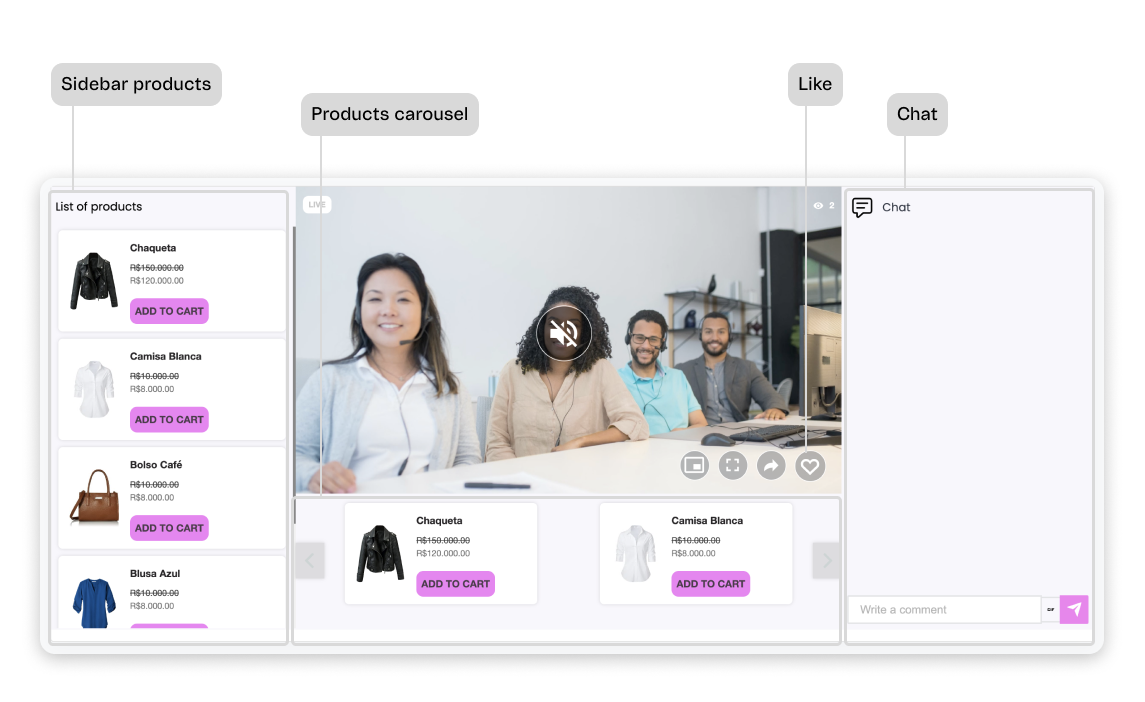 Sidebar products
Products carousel
Like
Chat
List of products
Chaqueta
R$150.000.00
R$120.000.00
ADD TO CART
Camisa Blanca
R$10.000.00
R$8.000.00
ADD TO CART
Bolso Café
R$10.000.00
R$8.000.00
ADD TO CART
Blusa Azul
R$10.000.00
R$8.000.00
LIVE
2
Chaqueta
R$150.000.00
R$120.000.00
ADD TO CART
Camisa Blanca
R$10.000.00
R$8.000.00
ADD TO CART
Chat
Write a comment
GIF